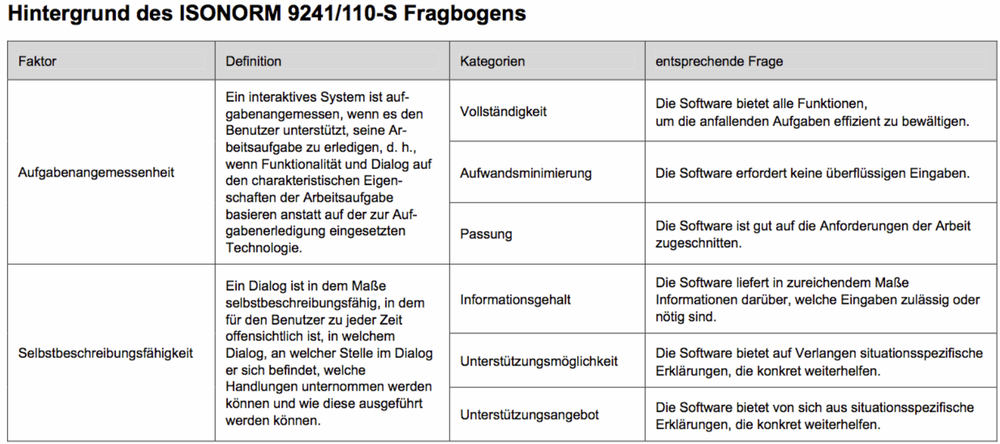 Hintergrund des ISONORM 9241/110-S Fragbogens
Faktor
Definition
Kategorien
entsprechende Frage
Aufgabenangemessenheit
Ein interaktives System ist auf-
gabenangemessen, wenn es den
Benutzer unterstützt, seine Ar-
beitsaufgabe zu erledigen, d. h.,
wenn Funktionalität und Dialog auf
den charakteristischen Eigen-
schaften der Arbeitsaufgabe
basieren anstatt auf der zur Auf-
gabenerledigung eingesetzten
Technologie.
Vollständigkeit
Die Software bietet alle Funktionen,
um die anfallenden Aufgaben effizient zu bewältigen.
Aufwandsminimierung
Die Software erfordert keine überflüssigen Eingaben.
Passung
Die Software ist gut auf die Anforderungen der Arbeit
zugeschnitten.
Selbstbeschreibungsfähigkeit
Ein Dialog ist in dem Maße
selbstbeschreibungsfähig, in dem
für den Benutzer zu jeder Zeit
offensichtlich ist, in welchem
Dialog, an welcher Stelle im Dialog
er sich befindet, welche
Handlungen unternommen werden
können und wie diese ausgeführt
werden können.
Informationsgehalt
Die Software liefert in zureichendem Maße
Informationen darüber, welche Eingaben zulässig oder
nötig sind.
Unterstützungsmöglichkeit
Die Software bietet auf Verlangen situationsspezifische
Erklärungen, die konkret weiterhelfen.
Unterstützungsangebot
Die Software bietet von sich aus situationsspezifische
Erklärungen, die konkret weiterhelfen.